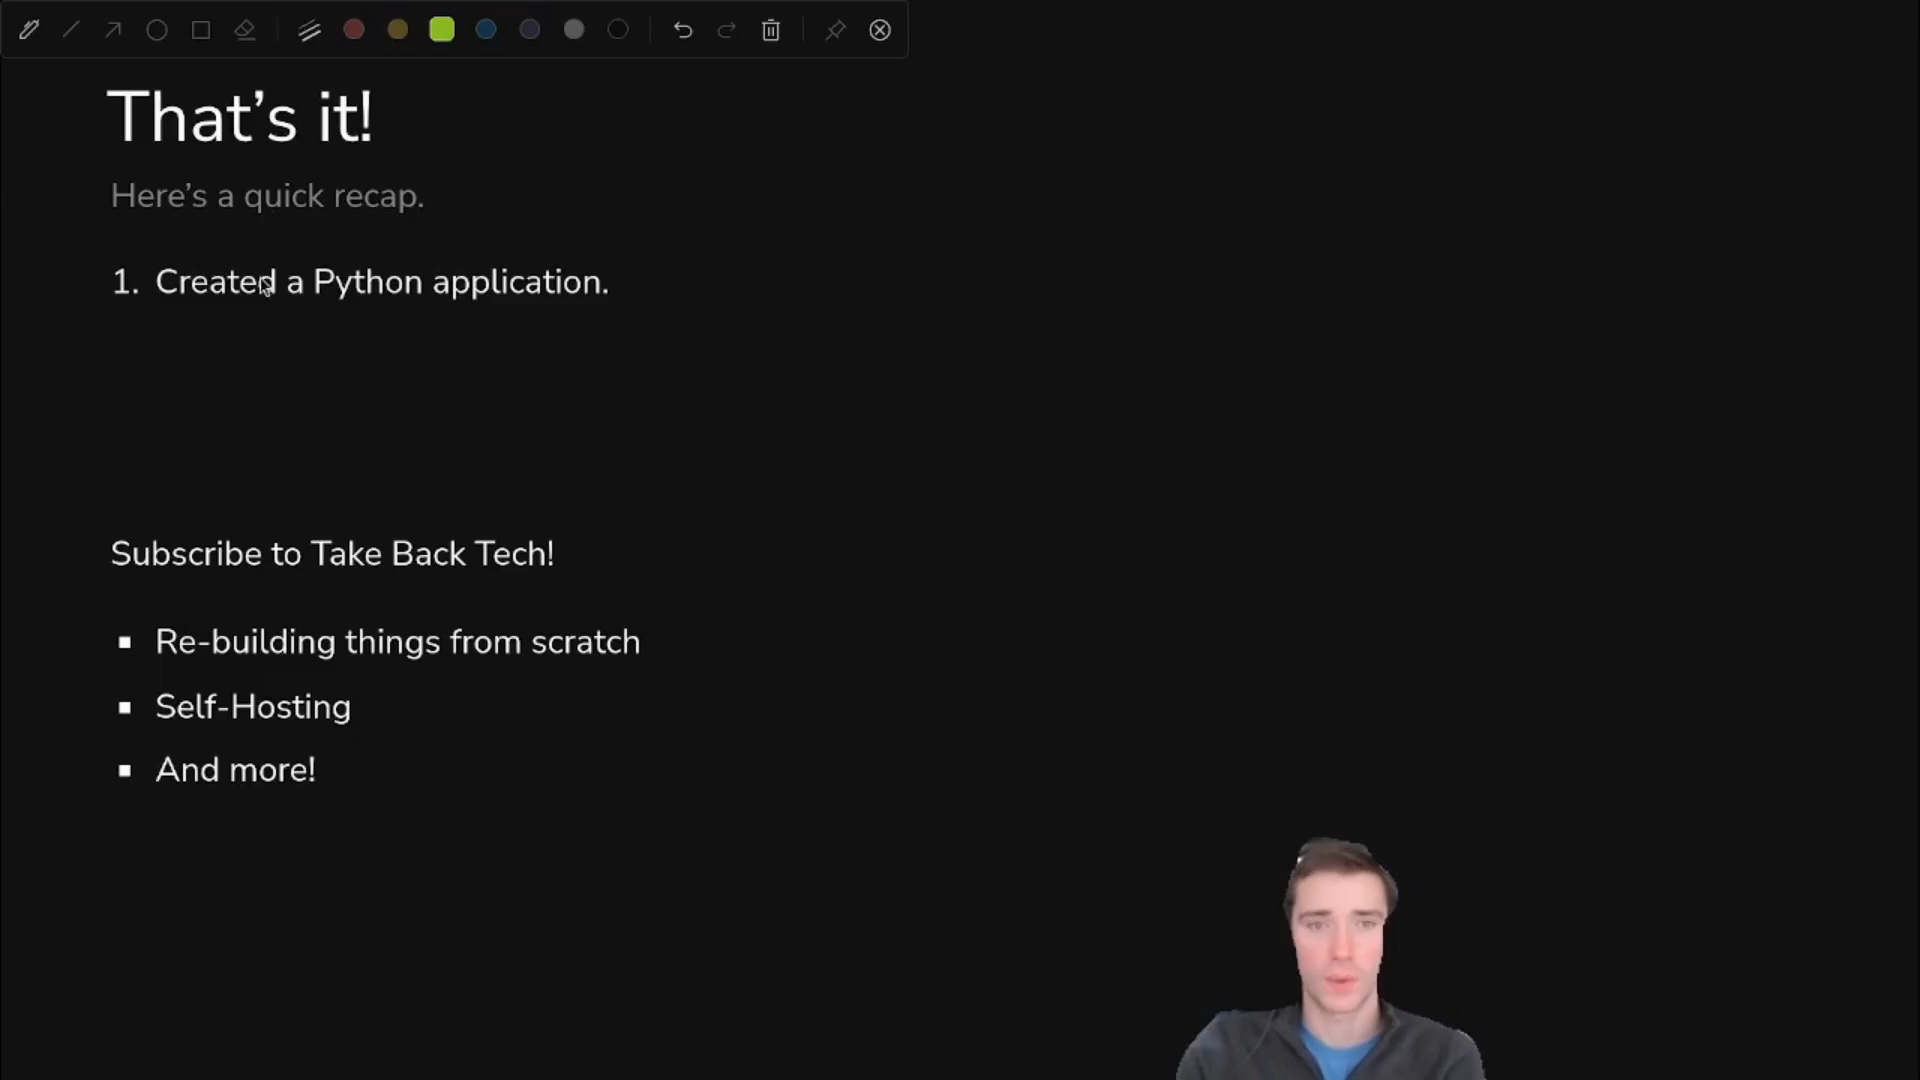 That’s it!
Here’s a quick recap.
1. Created a Python application.
Subscribe to Take Back Tech!
▪ Re-building things from scratch
▪ Self-Hosting
▪ And more!